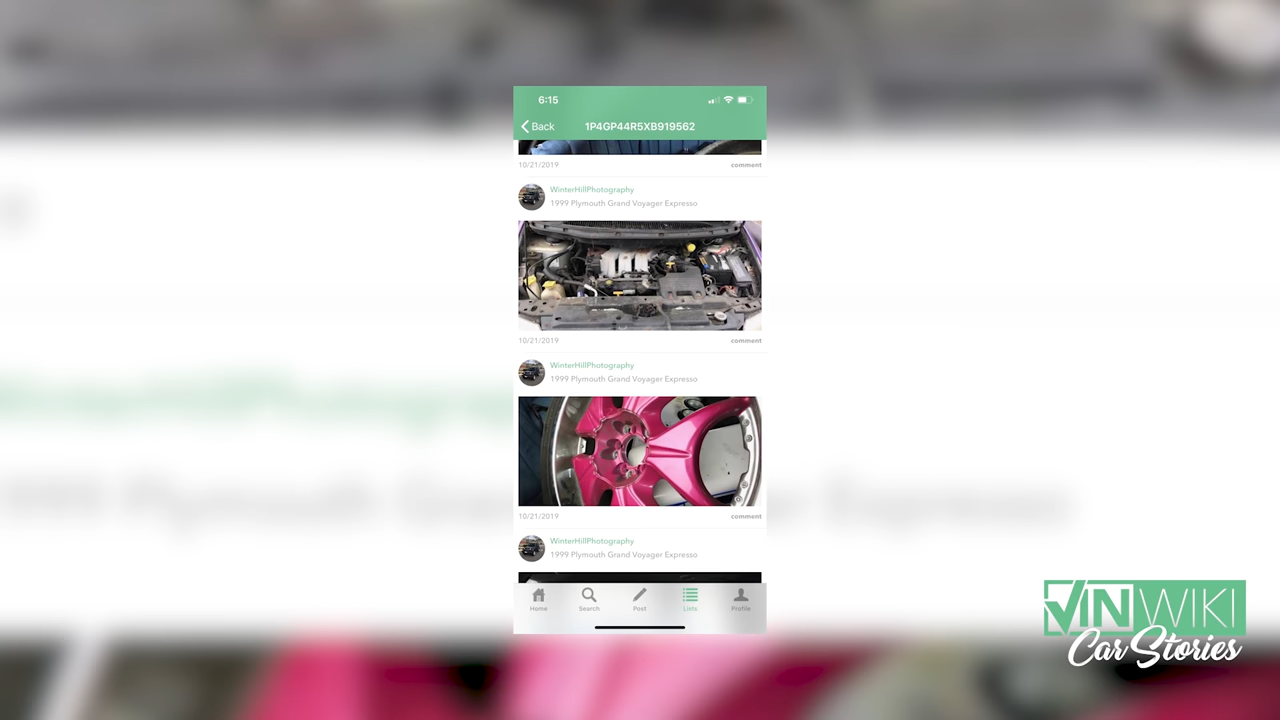 6:15
Back
1P4GP44R5XB919562
10/21/2019
comment
WinterHillPhotography
1999 Plymouth Grand Voyager Expresso
10/21/2019
comment
WinterHillPhotography
1999 Plymouth Grand Voyager Expresso
10/21/2019
comment
WinterHillPhotography
1999 Plymouth Grand Voyager Expresso
Home
Search
Post
Lists
Profile
VINWIKI
Car Stories